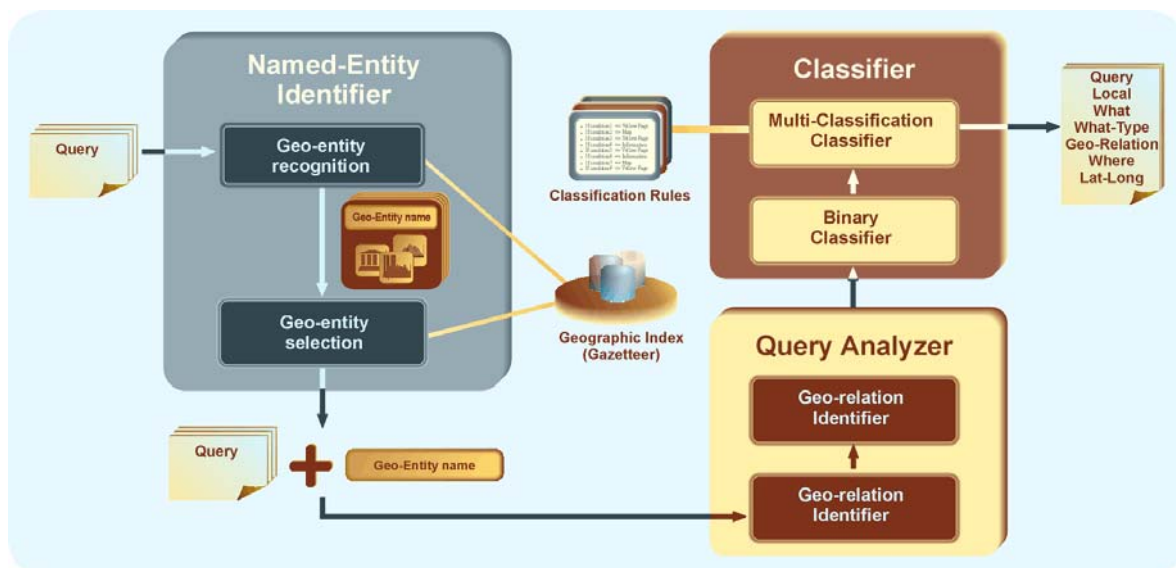 Named-Entity
Identifier
Query
Geo-entity
recognition
Geo-Entity name
Geo-entity
selection
Geographic Index
(Gazetteer)
Query
Geo-Entity name
Classification Rules
Classifier
Multi-Classification
Classifier
Binary
Classifier
Query
Local
What
What-Type
Geo-Relation
Where
Lat-Long
Query Analyzer
Geo-relation
Identifier
Geo-relation
Identifier